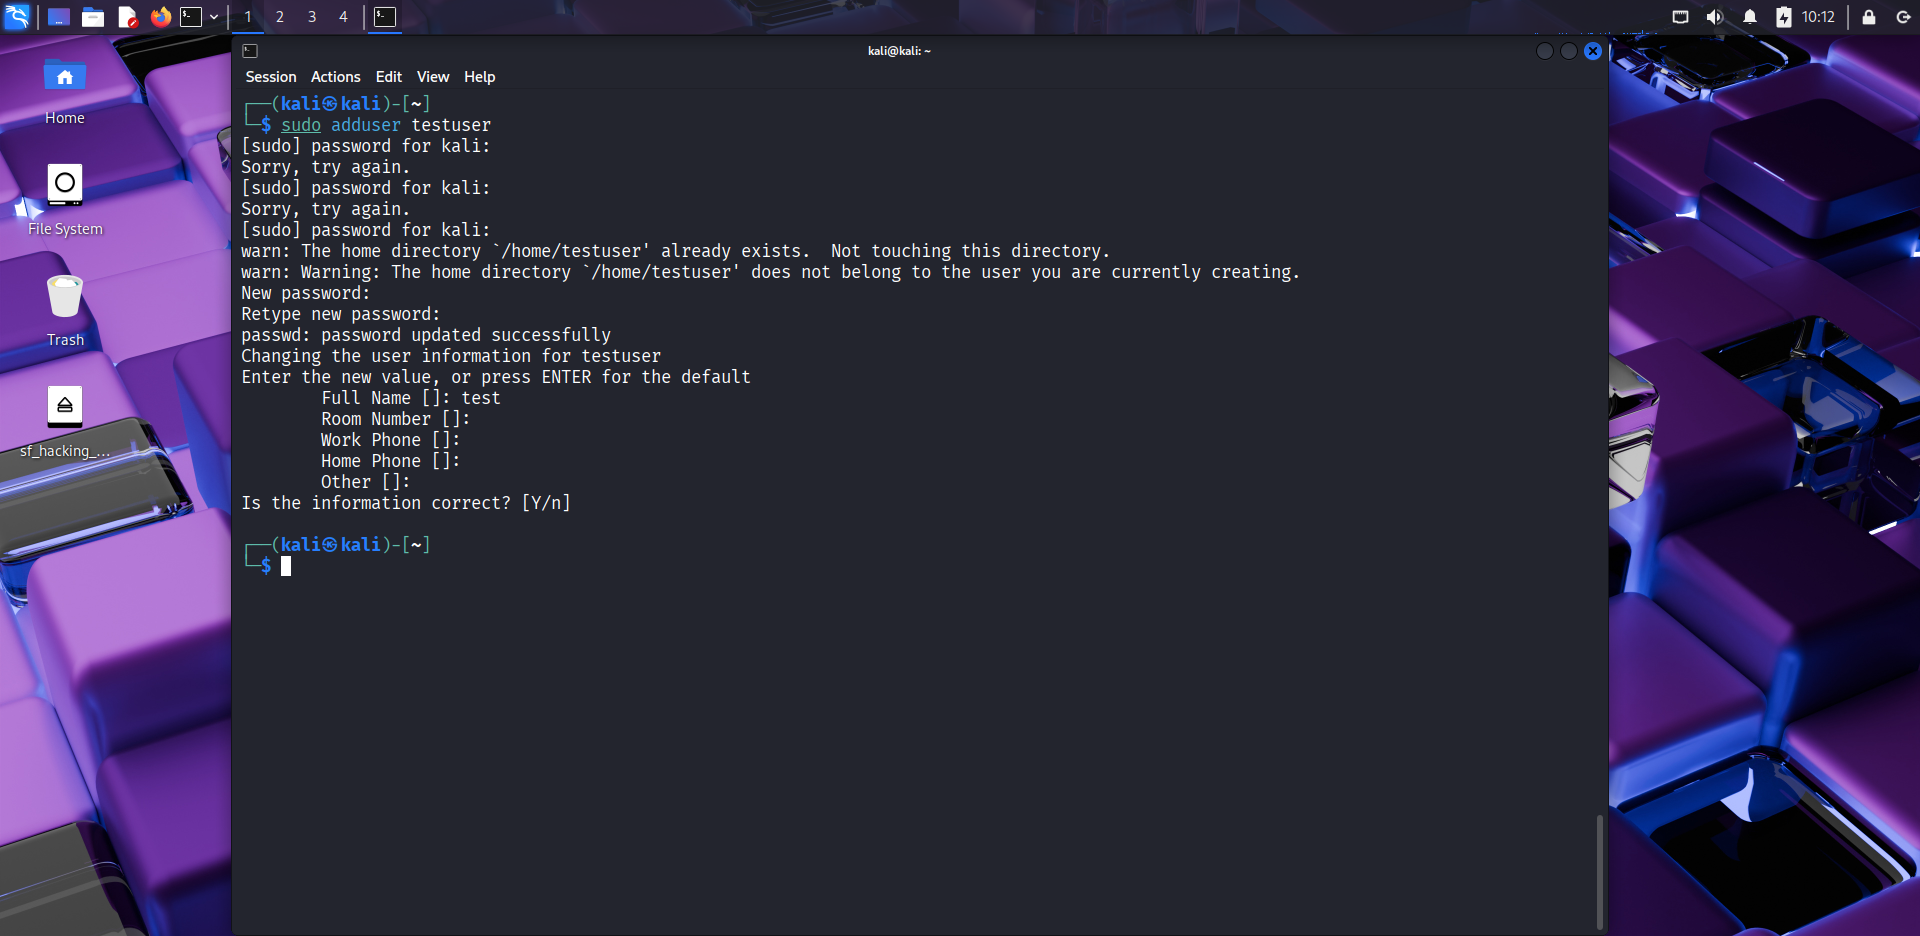 1 2 3 4
10:12
kali@kali: ~
Session Actions Edit View Help
Home
File System
Trash
sf_hacking_...
┌──(kali㉿kali)-[~]
└─$ sudo adduser testuser
[sudo] password for kali:
Sorry, try again.
[sudo] password for kali:
Sorry, try again.
[sudo] password for kali:
warn: The home directory `/home/testuser' already exists.  Not touching this directory.
warn: Warning: The home directory `/home/testuser' does not belong to the user you are currently creating.
New password:
Retype new password:
passwd: password updated successfully
Changing the user information for testuser
Enter the new value, or press ENTER for the default
        Full Name []: test
        Room Number []:
        Work Phone []:
        Home Phone []:
        Other []:
Is the information correct? [Y/n]
┌──(kali㉿kali)-[~]
└─$